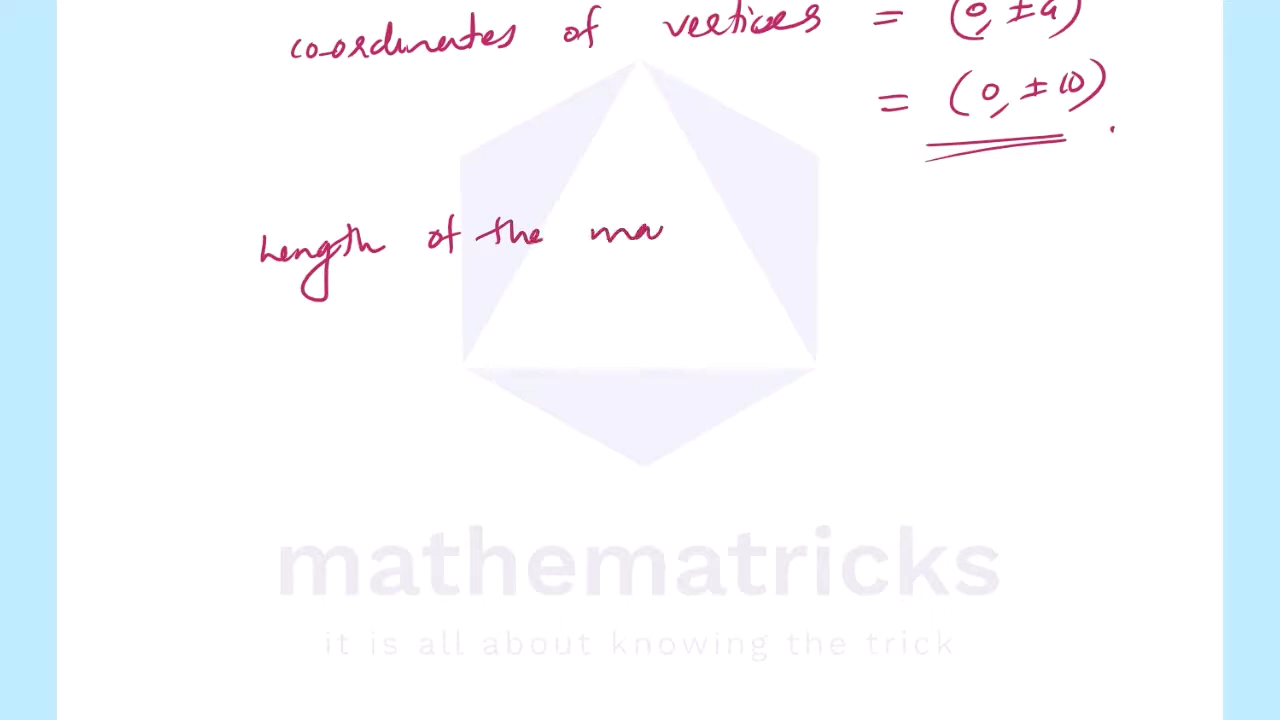 co-ordinates of vertices = (0, ±a)
= (0, ±10)
Length of the ma
mathematricks
it is all about knowing the trick